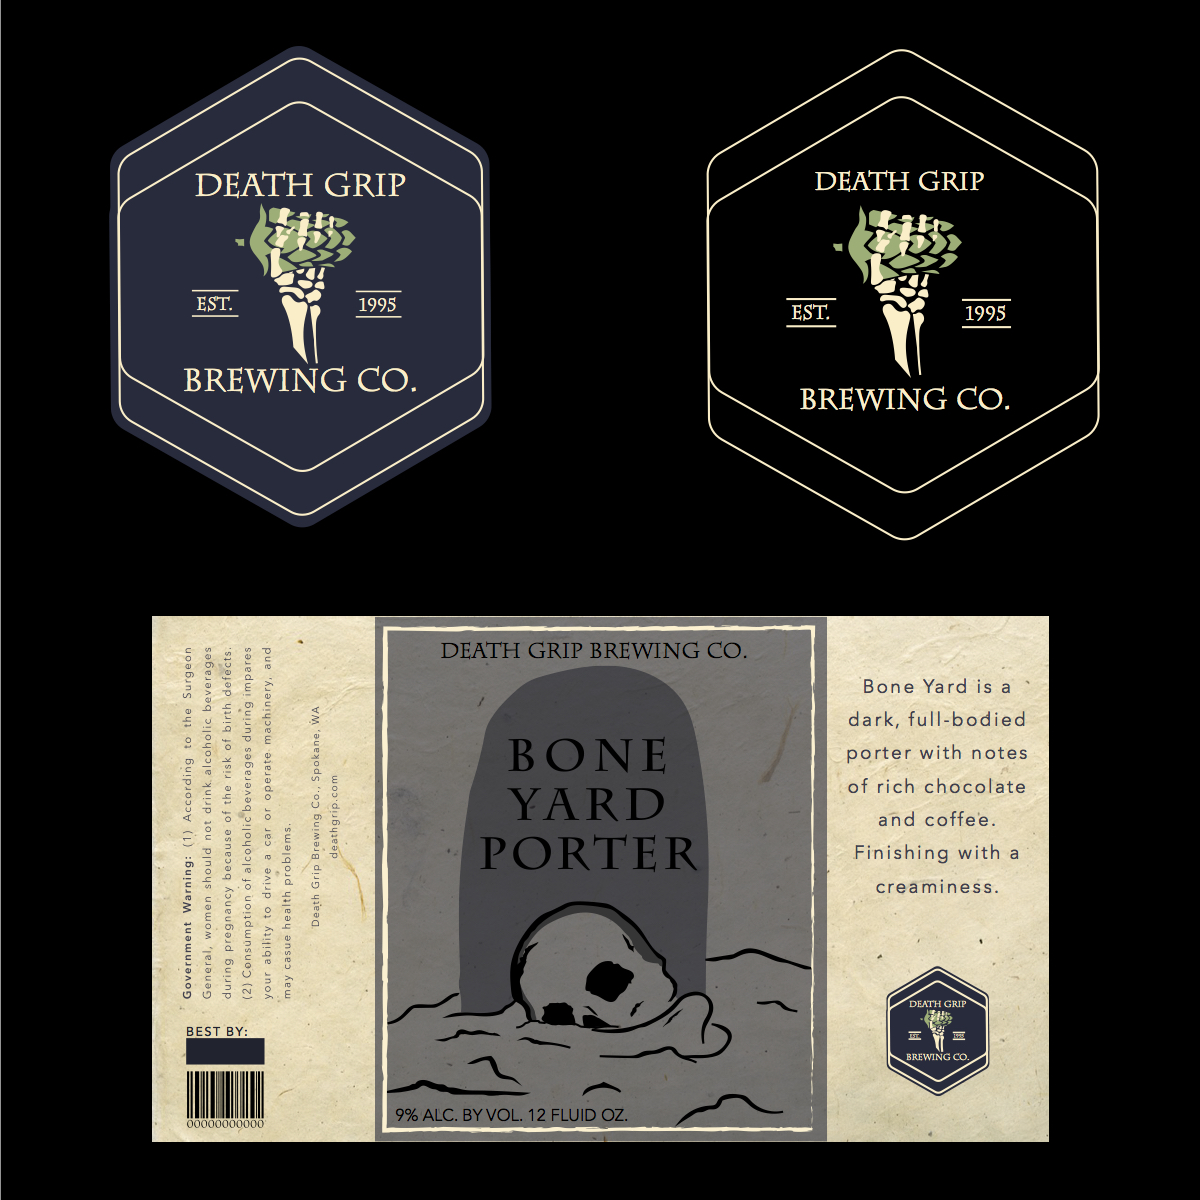 DEATH GRIP
EST.
1995
BREWING CO.
DEATH GRIP
EST.
1995
BREWING CO.
Government Warning: (1) According to the Surgeon
General, women should not drink alcoholic beverages
during pregnancy because of the risk of birth defects.
(2) Consumption of alcoholic beverages during impares
your ability to drive a car or operate machinery, and
may casue health problems.
Death Grip Brewing Co., Spokane, WA
deathgrip.com
BEST BY:
00000000000
DEATH GRIP BREWING CO.
BONE
YARD
PORTER
9% ALC. BY VOL. 12 FLUID OZ.
Bone Yard is a
dark, full-bodied
porter with notes
of rich chocolate
and coffee.
Finishing with a
creaminess.
DEATH GRIP
EST.
1995
BREWING CO.